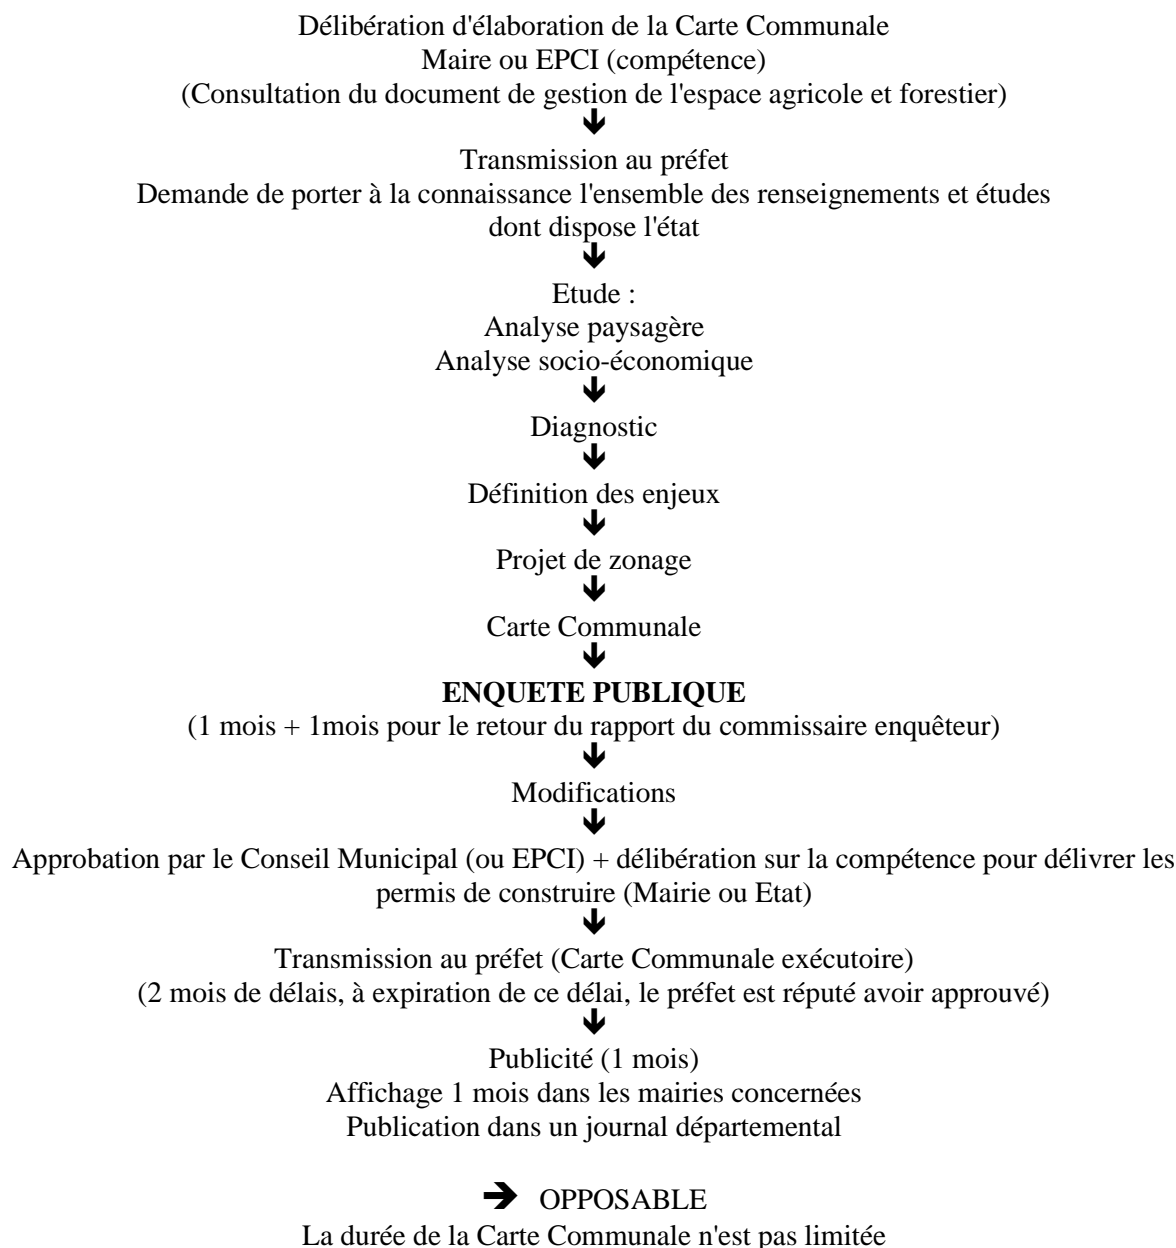 Délibération d'élaboration de la Carte Communale
Maire ou EPCI (compétence)
(Consultation du document de gestion de l'espace agricole et forestier)
Transmission au préfet
Demande de porter à la connaissance l'ensemble des renseignements et études
dont dispose l'état
Etude :
Analyse paysagère
Analyse socio-économique
Diagnostic
Définition des enjeux
Projet de zonage
Carte Communale
ENQUETE PUBLIQUE
(1 mois + 1mois pour le retour du rapport du commissaire enquêteur)
Modifications
Approbation par le Conseil Municipal (ou EPCI) + délibération sur la compétence pour délivrer les
permis de construire (Mairie ou Etat)
Transmission au préfet (Carte Communale exécutoire)
(2 mois de délais, à expiration de ce délai, le préfet est réputé avoir approuvé)
Publicité (1 mois)
Affichage 1 mois dans les mairies concernées
Publication dans un journal départemental
➔ OPPOSABLE
La durée de la Carte Communale n'est pas limitée